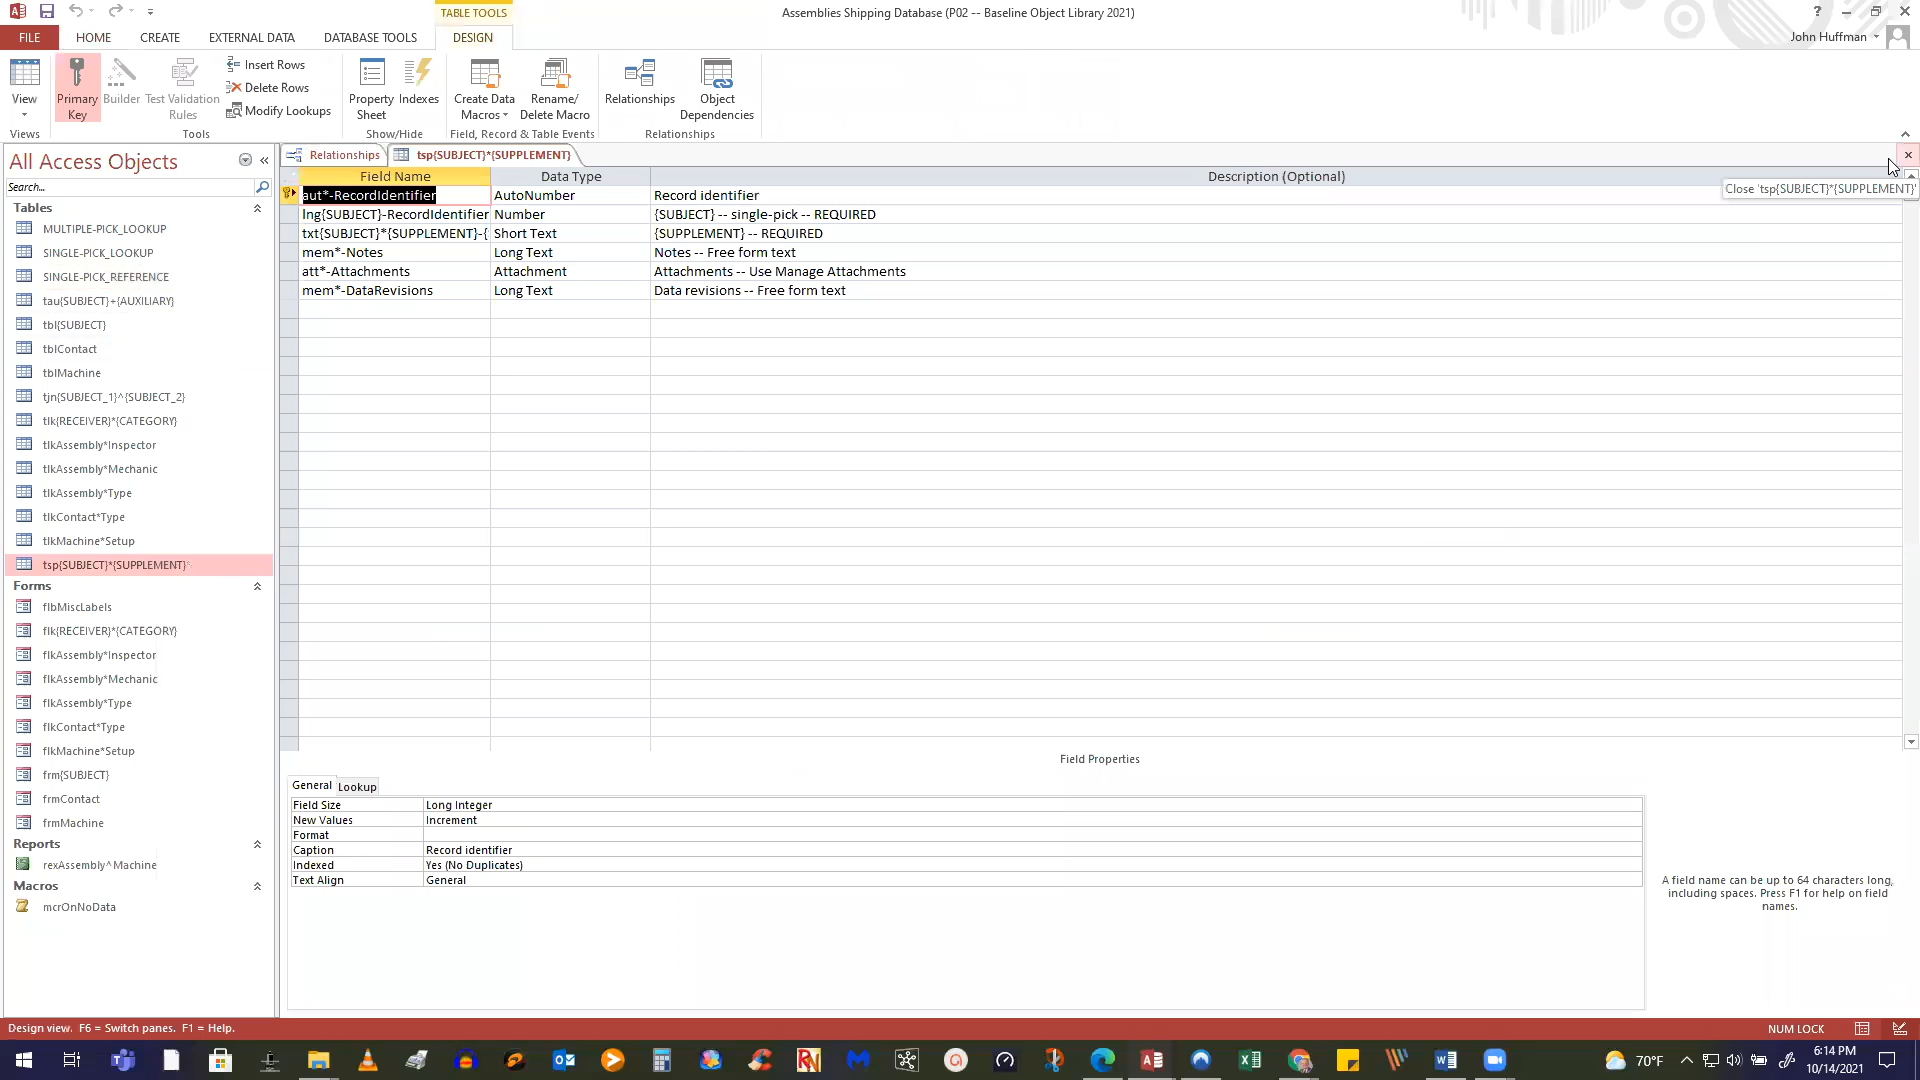 TABLE TOOLS
Assemblies Shipping Database (P02 -- Baseline Object Library 2021)
?
FILE HOME CREATE EXTERNAL DATA DATABASE TOOLS DESIGN
John Huffman
View
Primary Key
Builder
Test Validation Rules
Insert Rows
Delete Rows
Modify Lookups
Property Sheet
Indexes
Create Data Macros
Rename/ Delete Macro
Relationships
Object Dependencies
Views Tools Show/Hide Field, Record & Table Events Relationships
All Access Objects
Search...
Tables
MULTIPLE-PICK_LOOKUP
SINGLE-PICK_LOOKUP
SINGLE-PICK_REFERENCE
tau{SUBJECT}+{AUXILIARY}
tbl{SUBJECT}
tblContact
tblMachine
tjn{SUBJECT_1}^{SUBJECT_2}
tlk{RECEIVER}*{CATEGORY}
tlkAssembly*Inspector
tlkAssembly*Mechanic
tlkAssembly*Type
tlkContact*Type
tlkMachine*Setup
tsp{SUBJECT}*{SUPPLEMENT}
Forms
flbMiscLabels
flk{RECEIVER}*{CATEGORY}
flkAssembly*Inspector
flkAssembly*Mechanic
flkAssembly*Type
flkContact*Type
flkMachine*Setup
frm{SUBJECT}
frmContact
frmMachine
Reports
rexAssembly^Machine
Macros
mcrOnNoData
Relationships tsp{SUBJECT}*{SUPPLEMENT}
Close 'tsp{SUBJECT}*{SUPPLEMENT}'
Field Name Data Type Description (Optional)
aut*-RecordIdentifier AutoNumber Record identifier
lng{SUBJECT}-RecordIdentifier Number {SUBJECT} -- single-pick -- REQUIRED
txt{SUBJECT}*{SUPPLEMENT}-{ Short Text {SUPPLEMENT} -- REQUIRED
mem*-Notes Long Text Notes -- Free form text
att*-Attachments Attachment Attachments -- Use Manage Attachments
mem*-DataRevisions Long Text Data revisions -- Free form text
Field Properties
General Lookup
Field Size Long Integer
New Values Increment
Format
Caption Record identifier
Indexed Yes (No Duplicates)
Text Align General
A field name can be up to 64 characters long,
including spaces. Press F1 for help on field
names.
Design view. F6 = Switch panes. F1 = Help.
NUM LOCK
70°F
6:14 PM
10/14/2021